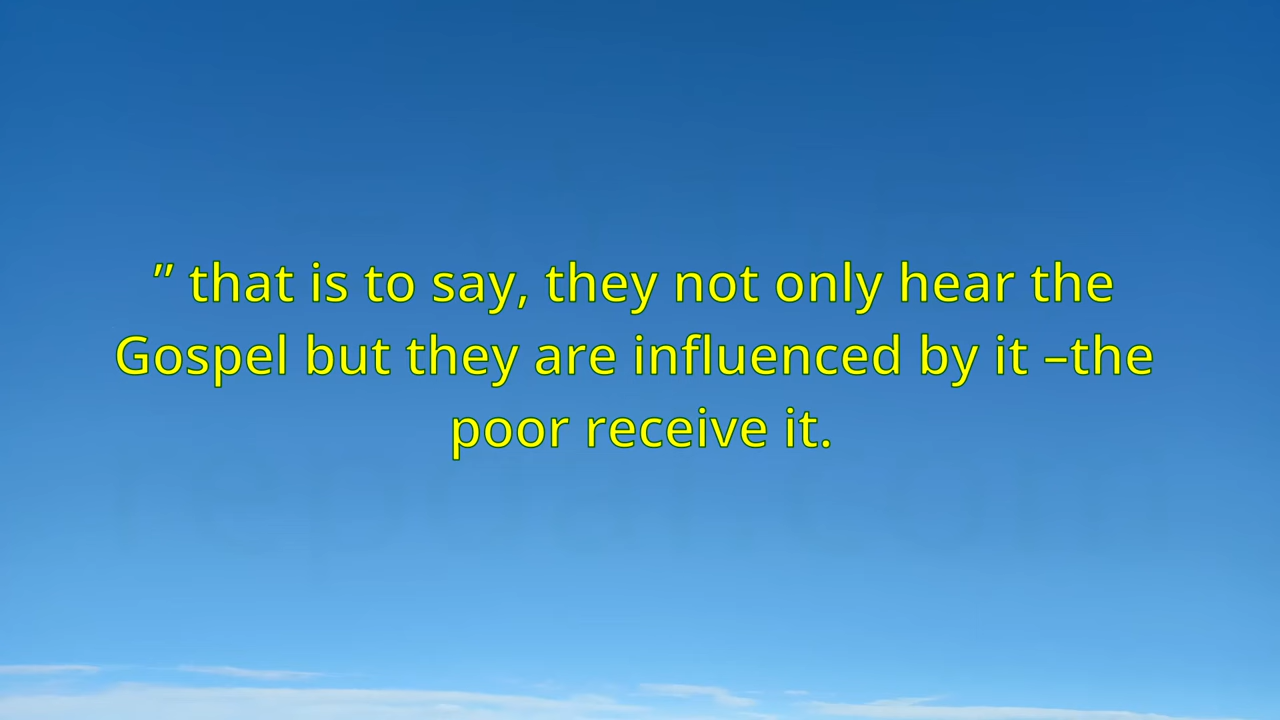 ” that is to say, they not only hear the
Gospel but they are influenced by it –the
poor receive it.